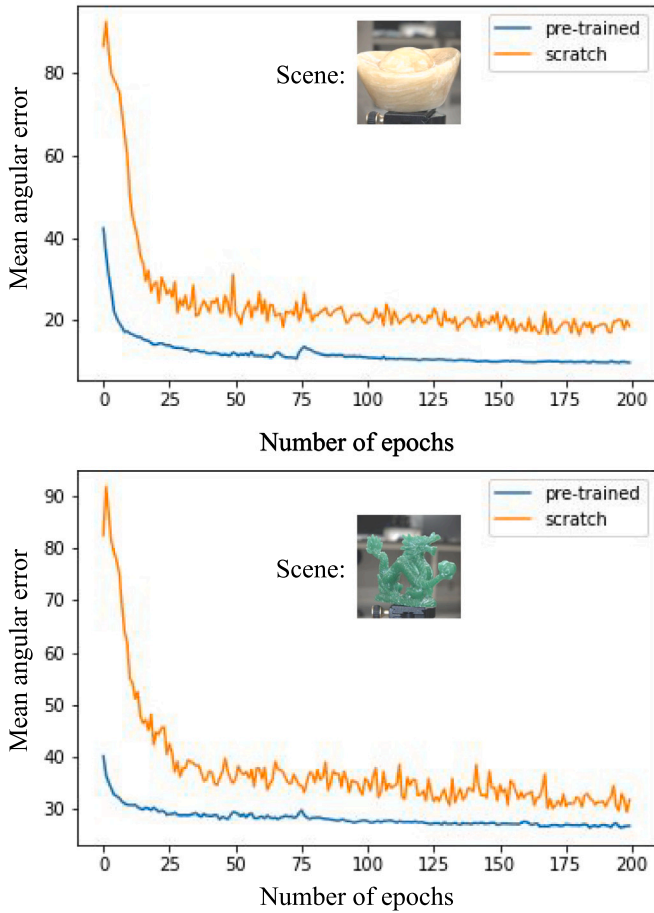 pre-trained
scratch
Scene:
Mean angular error
80
60
40
20
0 25 50 75 100 125 150 175 200
Number of epochs
pre-trained
scratch
Scene:
Mean angular error
90
80
70
60
50
40
30
0 25 50 75 100 125 150 175 200
Number of epochs